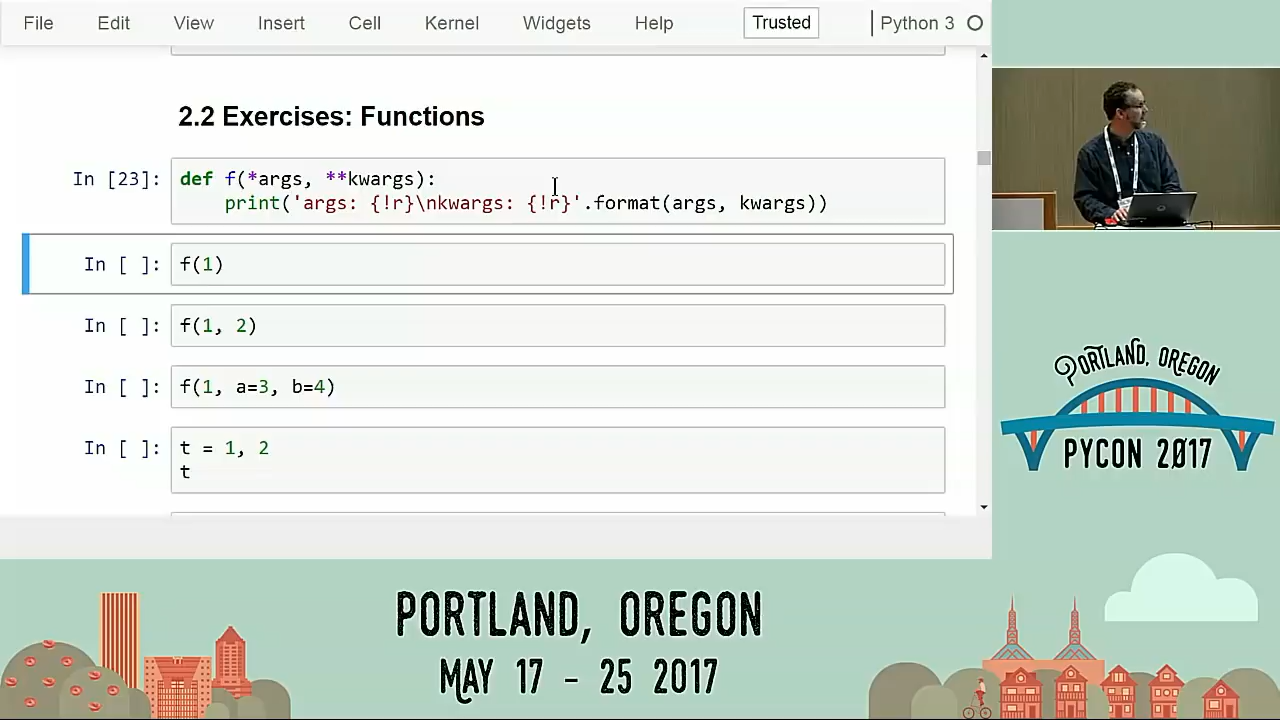 File Edit View Insert Cell Kernel Widgets Help Trusted Python 3
2.2 Exercises: Functions
In [23]: def f(*args, **kwargs):
print('args: {!r}\nkwargs: {!r}'.format(args, kwargs))
In [ ]: f(1)
In [ ]: f(1, 2)
In [ ]: f(1, a=3, b=4)
In [ ]: t = 1, 2
t
PORTLAND, OREGON
PYCON 2017
PORTLAND, OREGON
MAY 17 - 25 2017